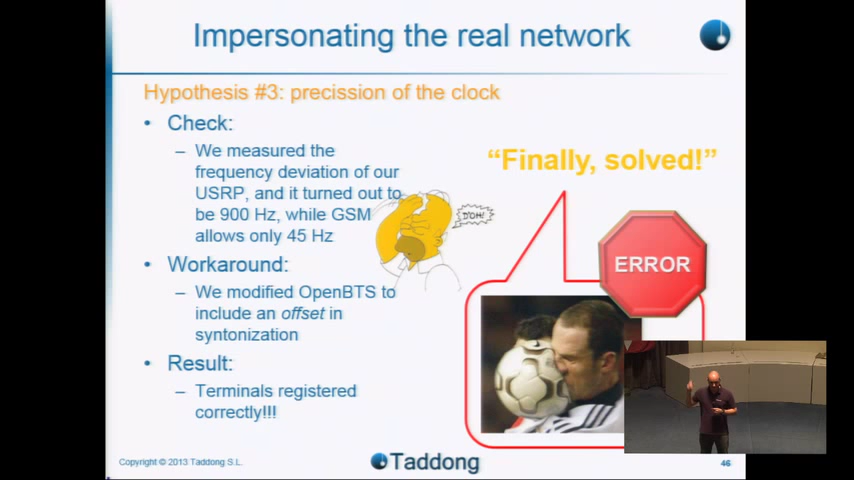 Impersonating the real network
Hypothesis #3: precission of the clock
• Check:
– We measured the
frequency deviation of our
USRP, and it turned out to
be 900 Hz, while GSM
allows only 45 Hz
• Workaround:
– We modified OpenBTS to
include an offset in
syntonization
• Result:
– Terminals registered
correctly!!!
"Finally, solved!"
D'OH!
ERROR
Copyright © 2013 Taddong S.L.
Taddong
46